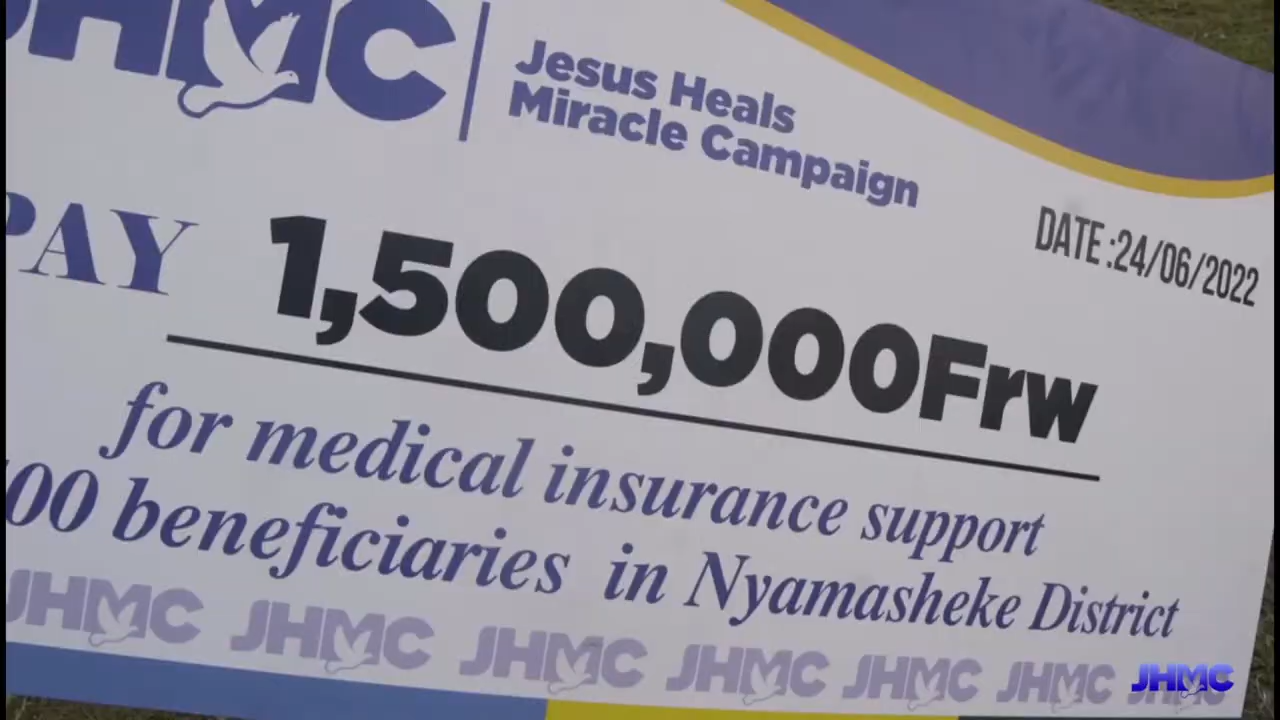 JHMC
Jesus Heals
Miracle Campaign
DATE :24/06/2022
PAY 1,500,000Frw
for medical insurance support
beneficiaries in Nyamasheke District
JHMC JHMC JHMC JHMC JHMC JHMC JHMC
JHMC